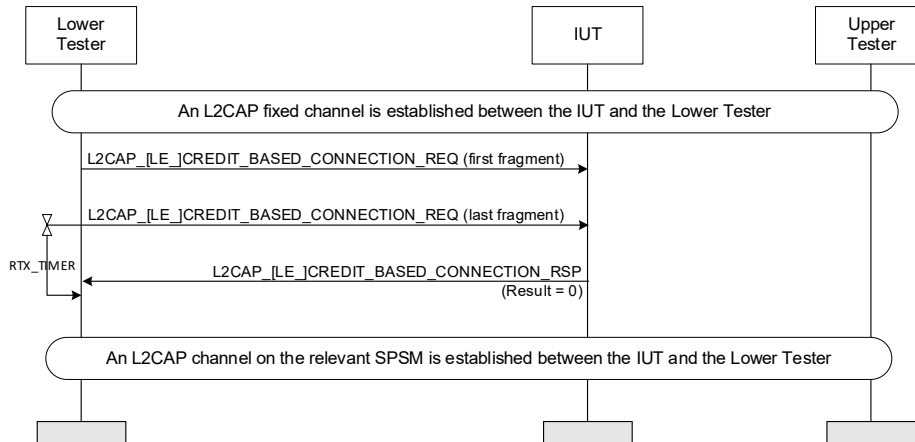 Lower
Tester
IUT
Upper
Tester
An L2CAP fixed channel is established between the IUT and the Lower Tester
L2CAP_[LE_]CREDIT_BASED_CONNECTION_REQ (first fragment)
L2CAP_[LE_]CREDIT_BASED_CONNECTION_REQ (last fragment)
RTX_TIMER
L2CAP_[LE_]CREDIT_BASED_CONNECTION_RSP
(Result = 0)
An L2CAP channel on the relevant SPSM is established between the IUT and the Lower Tester